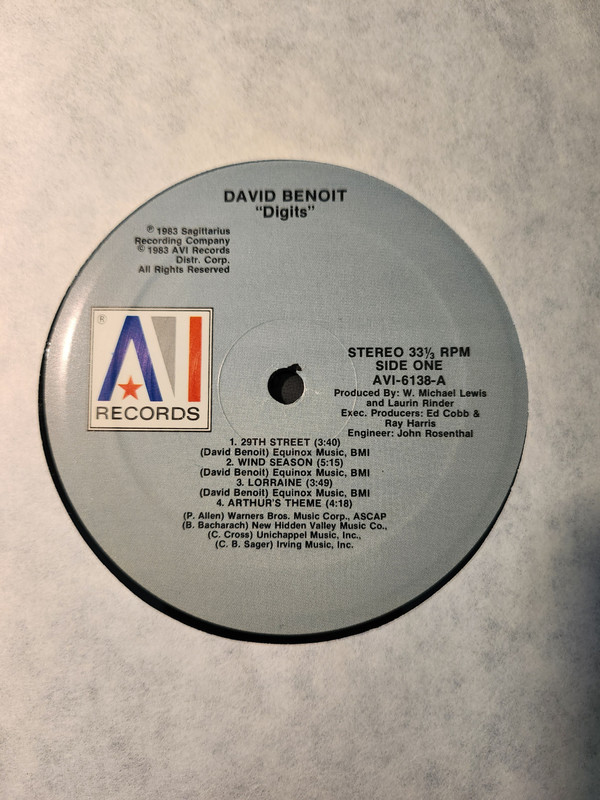 DAVID BENOIT
"Digits"
℗ 1983 Sagittarius
Recording Company
© 1983 AVI Records
Distr. Corp.
All Rights Reserved
®
AVI
RECORDS
STEREO 33⅓ RPM
SIDE ONE
AVI-6138-A
Produced By: W. Michael Lewis
and Laurin Rinder
Exec. Producers: Ed Cobb &
Ray Harris
Engineer: John Rosenthal
1. 29TH STREET (3:40)
(David Benoit) Equinox Music, BMI
2. WIND SEASON (5:15)
(David Benoit) Equinox Music, BMI
3. LORRAINE (3:49)
(David Benoit) Equinox Music, BMI
4. ARTHUR'S THEME (4:18)
(P. Allen) Warners Bros. Music Corp., ASCAP
(B. Bacharach) New Hidden Valley Music Co.,
(C. Cross) Unichappel Music, Inc.,
(C. B. Sager) Irving Music, Inc.